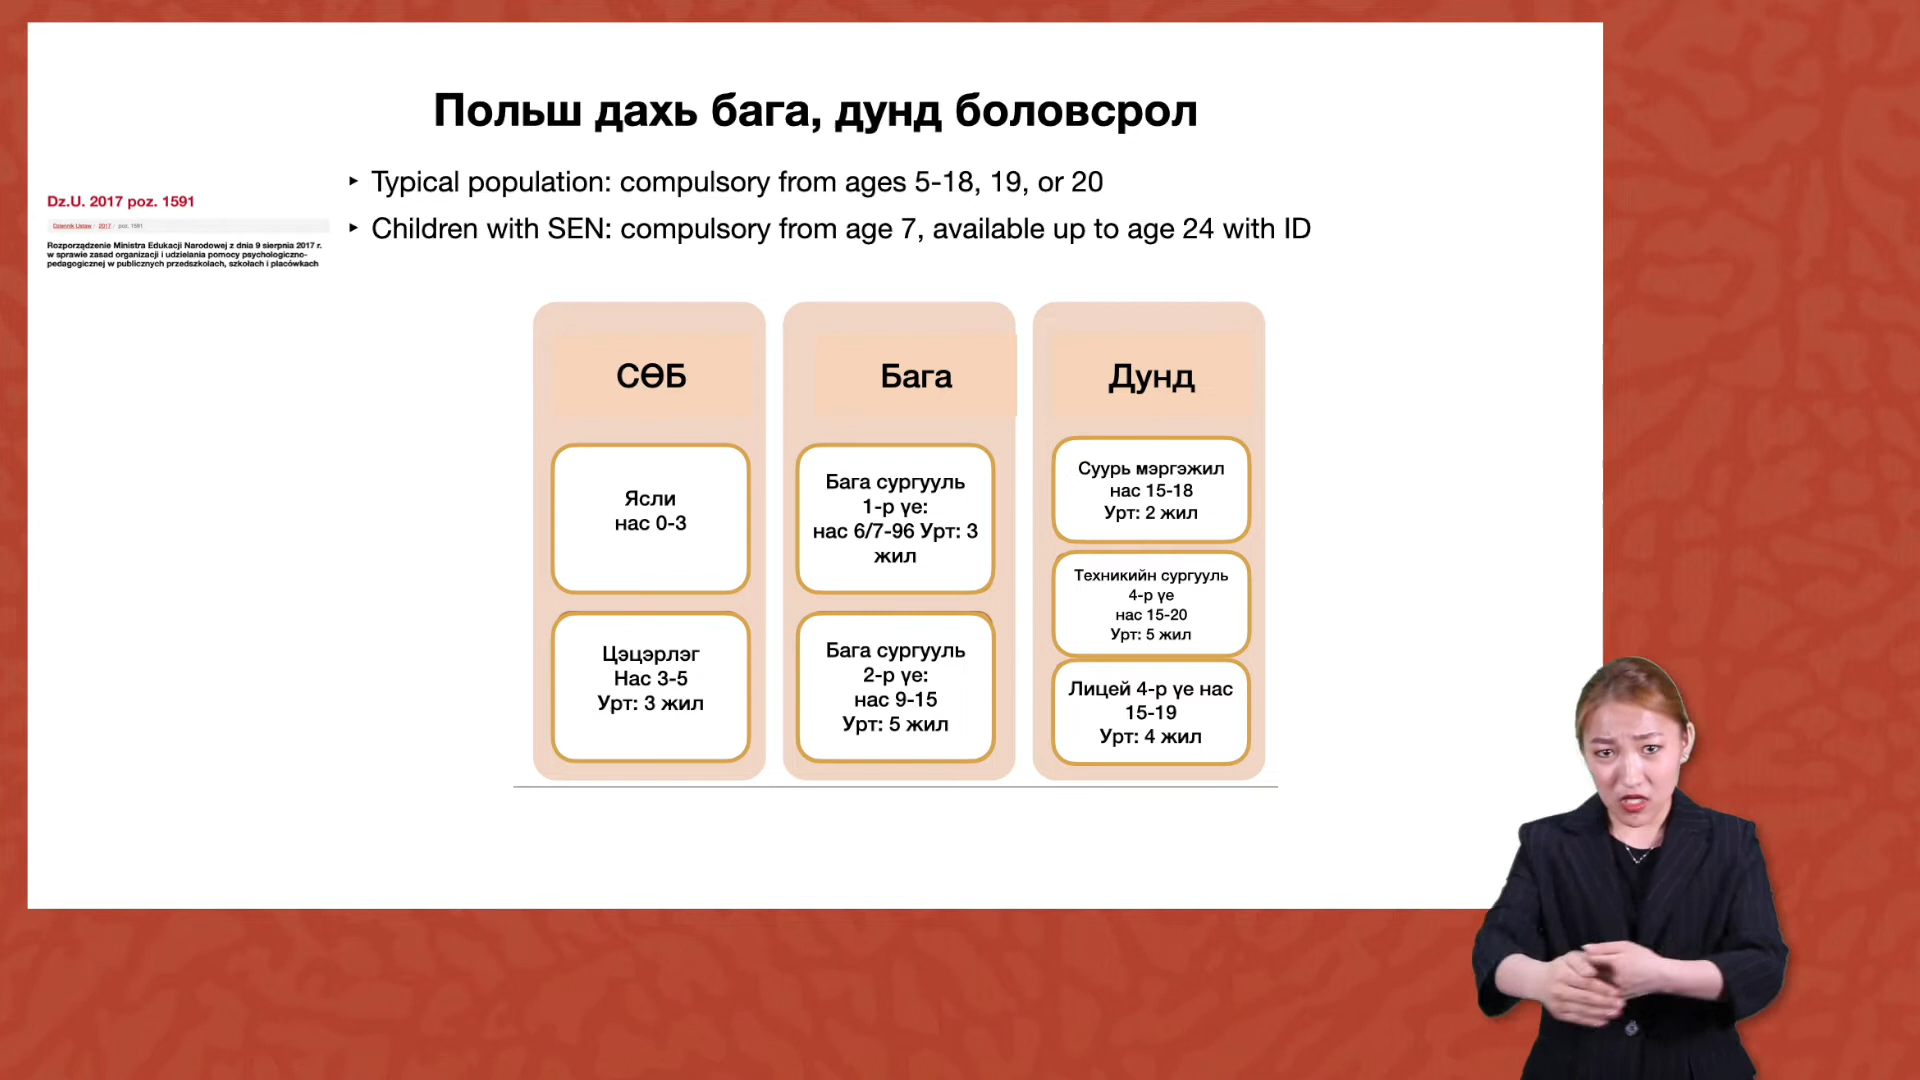 Польш дахь бага, дунд боловсрол
‣ Typical population: compulsory from ages 5-18, 19, or 20
‣ Children with SEN: compulsory from age 7, available up to age 24 with ID
Dz.U. 2017 poz. 1591
Dziennik Ustaw / 2017 / poz. 1591
Rozporządzenie Ministra Edukacji Narodowej z dnia 9 sierpnia 2017 r.
w sprawie zasad organizacji i udzielania pomocy psychologiczno-
pedagogicznej w publicznych przedszkolach, szkołach i placówkach
СӨБ
Ясли
нас 0-3
Цэцэрлэг
Нас 3-5
Урт: 3 жил
Бага
Бага сургууль
1-р үе:
нас 6/7-96 Урт: 3
жил
Бага сургууль
2-р үе:
нас 9-15
Урт: 5 жил
Дунд
Суурь мэргэжил
нас 15-18
Урт: 2 жил
Техникийн сургууль
4-р үе
нас 15-20
Урт: 5 жил
Лицей 4-р үе нас
15-19
Урт: 4 жил